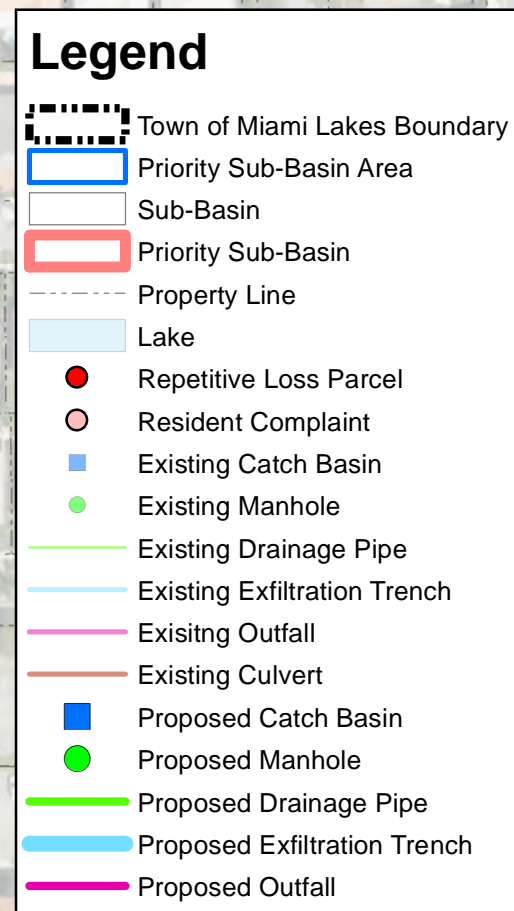 Legend
Town of Miami Lakes Boundary
Priority Sub-Basin Area
Sub-Basin
Priority Sub-Basin
Property Line
Lake
Repetitive Loss Parcel
Resident Complaint
Existing Catch Basin
Existing Manhole
Existing Drainage Pipe
Existing Exfiltration Trench
Exisitng Outfall
Existing Culvert
Proposed Catch Basin
Proposed Manhole
Proposed Drainage Pipe
Proposed Exfiltration Trench
Proposed Outfall